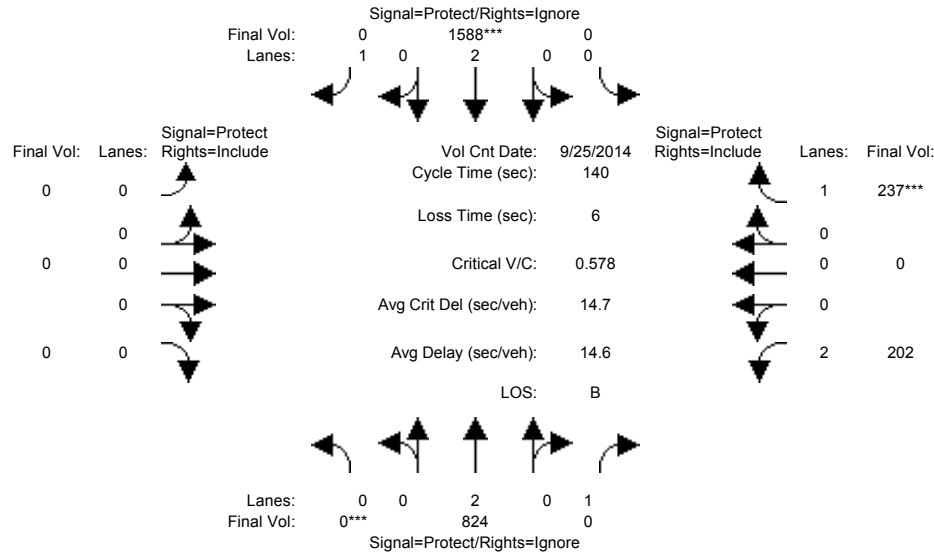 Signal=Protect/Rights=Ignore
Final Vol: 0 1588*** 0
Lanes: 1 0 2 0 0
Signal=Protect Signal=Protect
Final Vol: Lanes: Rights=Include Vol Cnt Date: 9/25/2014 Rights=Include Lanes: Final Vol:
Cycle Time (sec): 140
0 0 1 237***
Loss Time (sec): 6
0 0
0 0 Critical V/C: 0.578 0 0
0 Avg Crit Del (sec/veh): 14.7 0
0 0 Avg Delay (sec/veh): 14.6 2 202
LOS: B
Lanes: 0 0 2 0 1
Final Vol: 0*** 824 0
Signal=Protect/Rights=Ignore